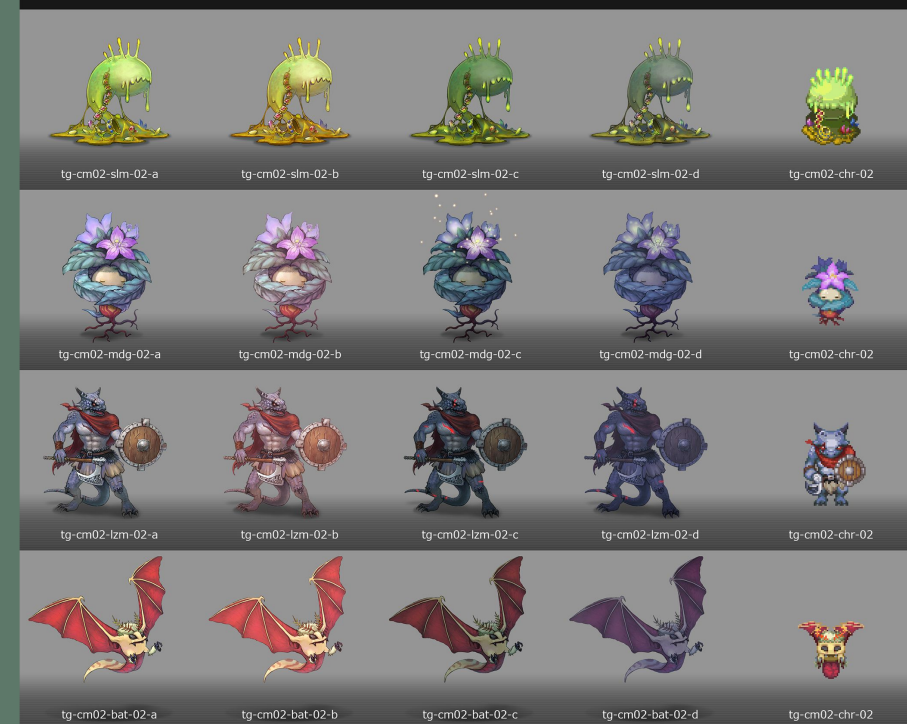 tg-cm02-slm-02-a tg-cm02-slm-02-b tg-cm02-slm-02-c tg-cm02-slm-02-d tg-cm02-chr-02
tg-cm02-mdg-02-a tg-cm02-mdg-02-b tg-cm02-mdg-02-c tg-cm02-mdg-02-d tg-cm02-chr-02
tg-cm02-lzm-02-a tg-cm02-lzm-02-b tg-cm02-lzm-02-c tg-cm02-lzm-02-d tg-cm02-chr-02
tg-cm02-bat-02-a tg-cm02-bat-02-b tg-cm02-bat-02-c tg-cm02-bat-02-d tg-cm02-chr-02